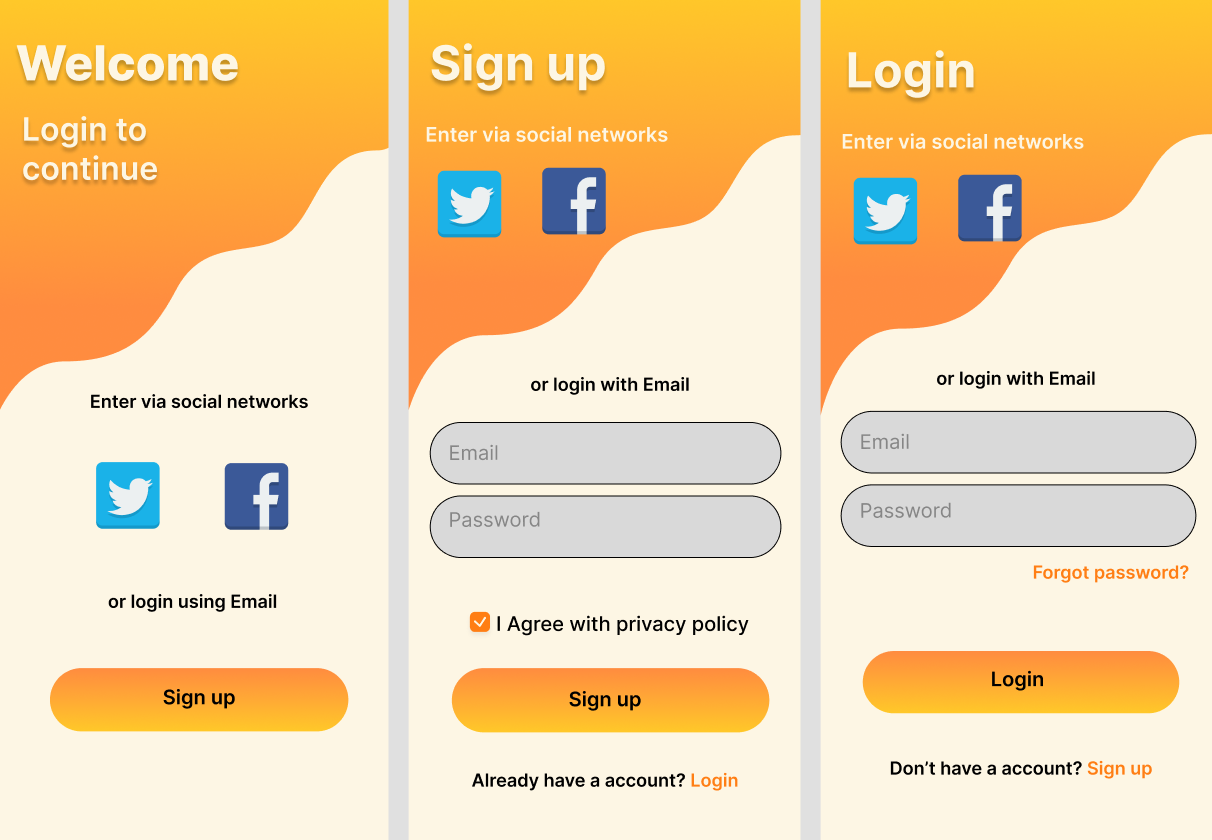 Welcome
Login to
continue
Enter via social networks
or login using Email
Sign up
Sign up
Enter via social networks
or login with Email
Email
Password
I Agree with privacy policy
Sign up
Already have a account? Login
Login
Enter via social networks
or login with Email
Email
Password
Forgot password?
Login
Don’t have a account? Sign up